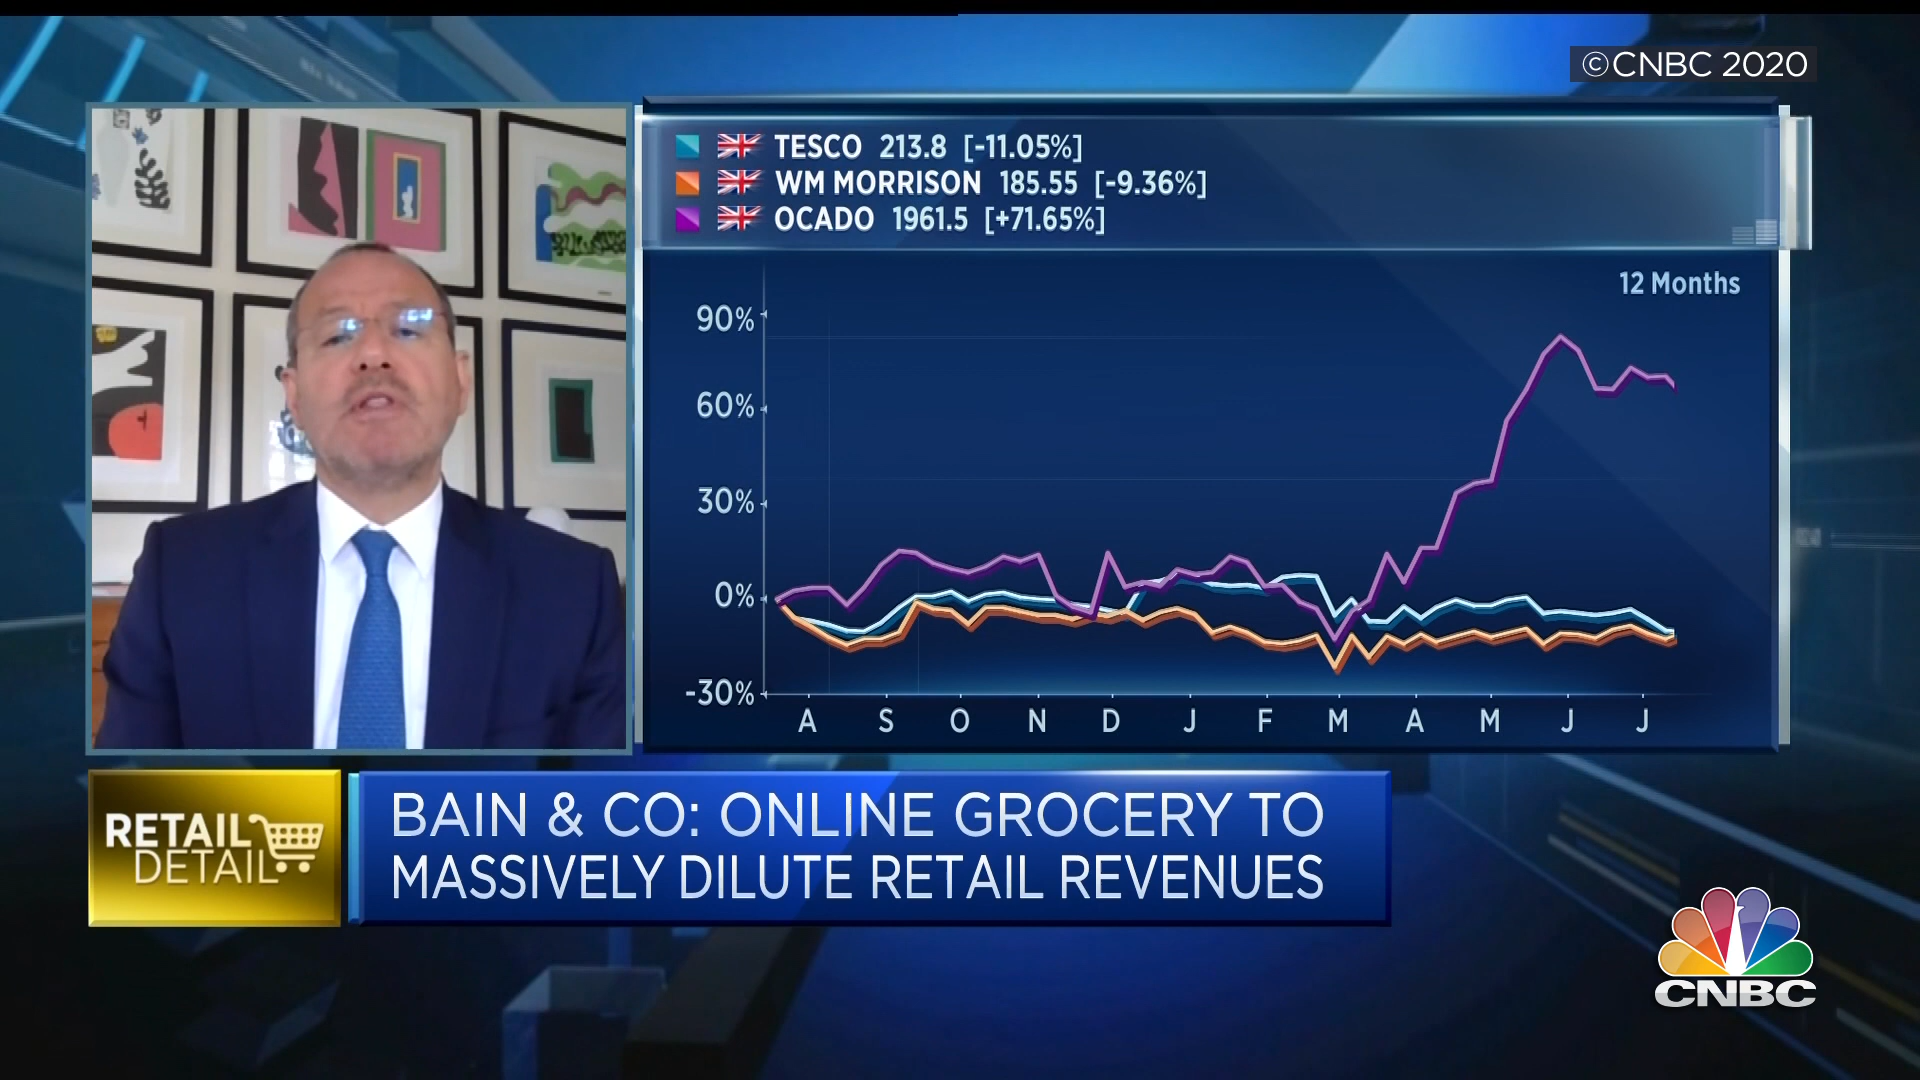 ©CNBC 2020
TESCO 213.8 [-11.05%]
WM MORRISON 185.55 [-9.36%]
OCADO 1961.5 [+71.65%]
12 Months
90%
60%
30%
0%
-30%
A S O N D J F M A M J J
RETAIL
DETAIL
BAIN & CO: ONLINE GROCERY TO
MASSIVELY DILUTE RETAIL REVENUES
CNBC